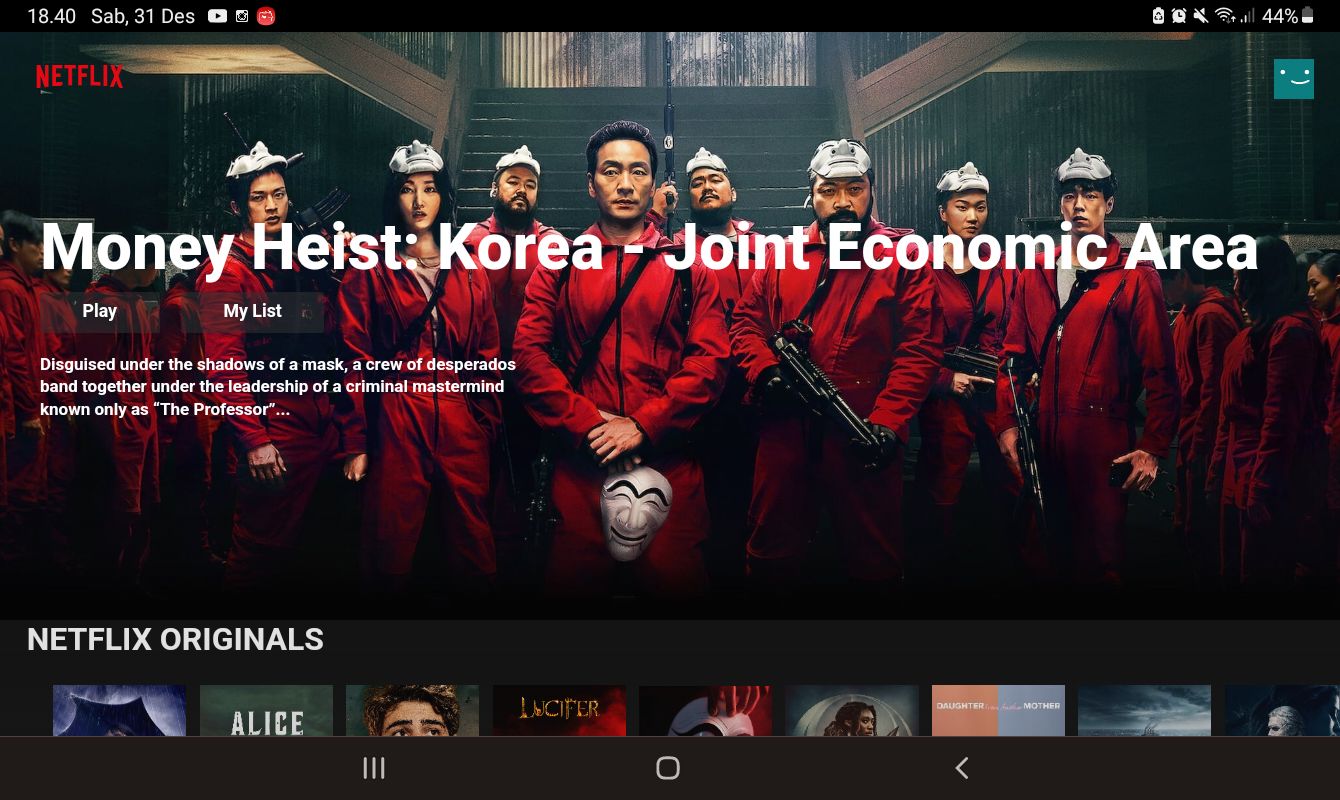 18.40 Sab, 31 Des
44%
NETFLIX
Money Heist: Korea - Joint Economic Area
Play
My List
Disguised under the shadows of a mask, a crew of desperados
band together under the leadership of a criminal mastermind
known only as “The Professor”...
NETFLIX ORIGINALS
ALICE
LUCIFER
DAUGHTER from another MOTHER